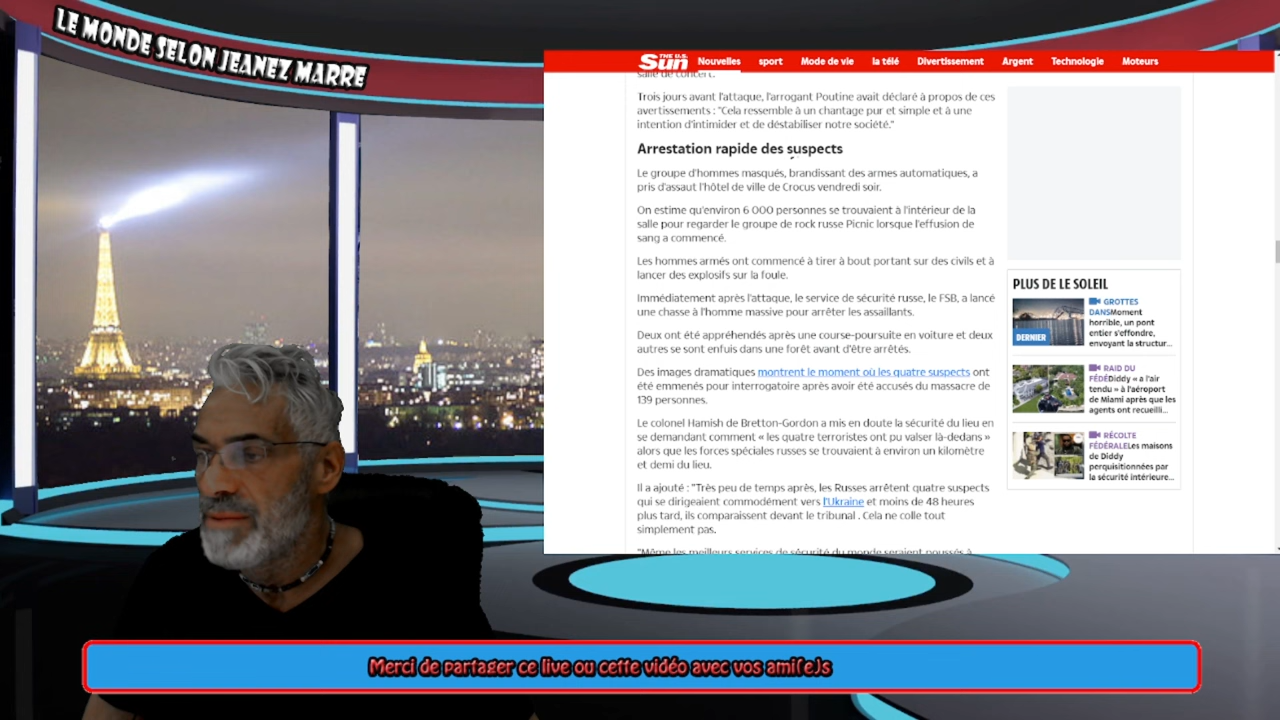 LE MONDE SELON JEANEZ MARRE
THE U.S. Sun Nouvelles sport Mode de vie la télé Divertissement Argent Technologie Moteurs
salle de concert.
Trois jours avant l'attaque, l'arrogant Poutine avait déclaré à propos de ces
avertissements : "Cela ressemble à un chantage pur et simple et à une
intention d'intimider et de déstabiliser notre société."
Arrestation rapide des suspects
Le groupe d'hommes masqués, brandissant des armes automatiques, a
pris d'assaut l'hôtel de ville de Crocus vendredi soir.
On estime qu'environ 6 000 personnes se trouvaient à l'intérieur de la
salle pour regarder le groupe de rock russe Picnic lorsque l'effusion de
sang a commencé.
Les hommes armés ont commencé à tirer à bout portant sur des civils et à
lancer des explosifs sur la foule.
Immédiatement après l'attaque, le service de sécurité russe, le FSB, a lancé
une chasse à l'homme massive pour arrêter les assaillants.
Deux ont été appréhendés après une course-poursuite en voiture et deux
autres se sont enfuis dans une forêt avant d'être arrêtés.
Des images dramatiques montrent le moment où les quatre suspects ont
été emmenés pour interrogatoire après avoir été accusés du massacre de
139 personnes.
Le colonel Hamish de Bretton-Gordon a mis en doute la sécurité du lieu en
se demandant comment « les quatre terroristes ont pu valser là-dedans »
alors que les forces spéciales russes se trouvaient à environ un kilomètre
et demi du lieu.
Il a ajouté : "Très peu de temps après, les Russes arrêtent quatre suspects
qui se dirigeaient commodément vers l'Ukraine et moins de 48 heures
plus tard, ils comparaissent devant le tribunal . Cela ne colle tout
simplement pas.
"Même les meilleurs services de sécurité du monde seraient poussés à
PLUS DE LE SOLEIL
GROTTES
DANSMoment
horrible, un pont
entier s'effondre,
envoyant la structur...
DERNIER
RAID DU
FÉDÉDiddy « a l'air
tendu » à l'aéroport
de Miami après que les
agents ont recueilli...
RÉCOLTE
FÉDÉRALELes maisons
de Diddy
perquisitionnées par
la sécurité intérieure...
Merci de partager ce live ou cette vidéo avec vos ami(e)s